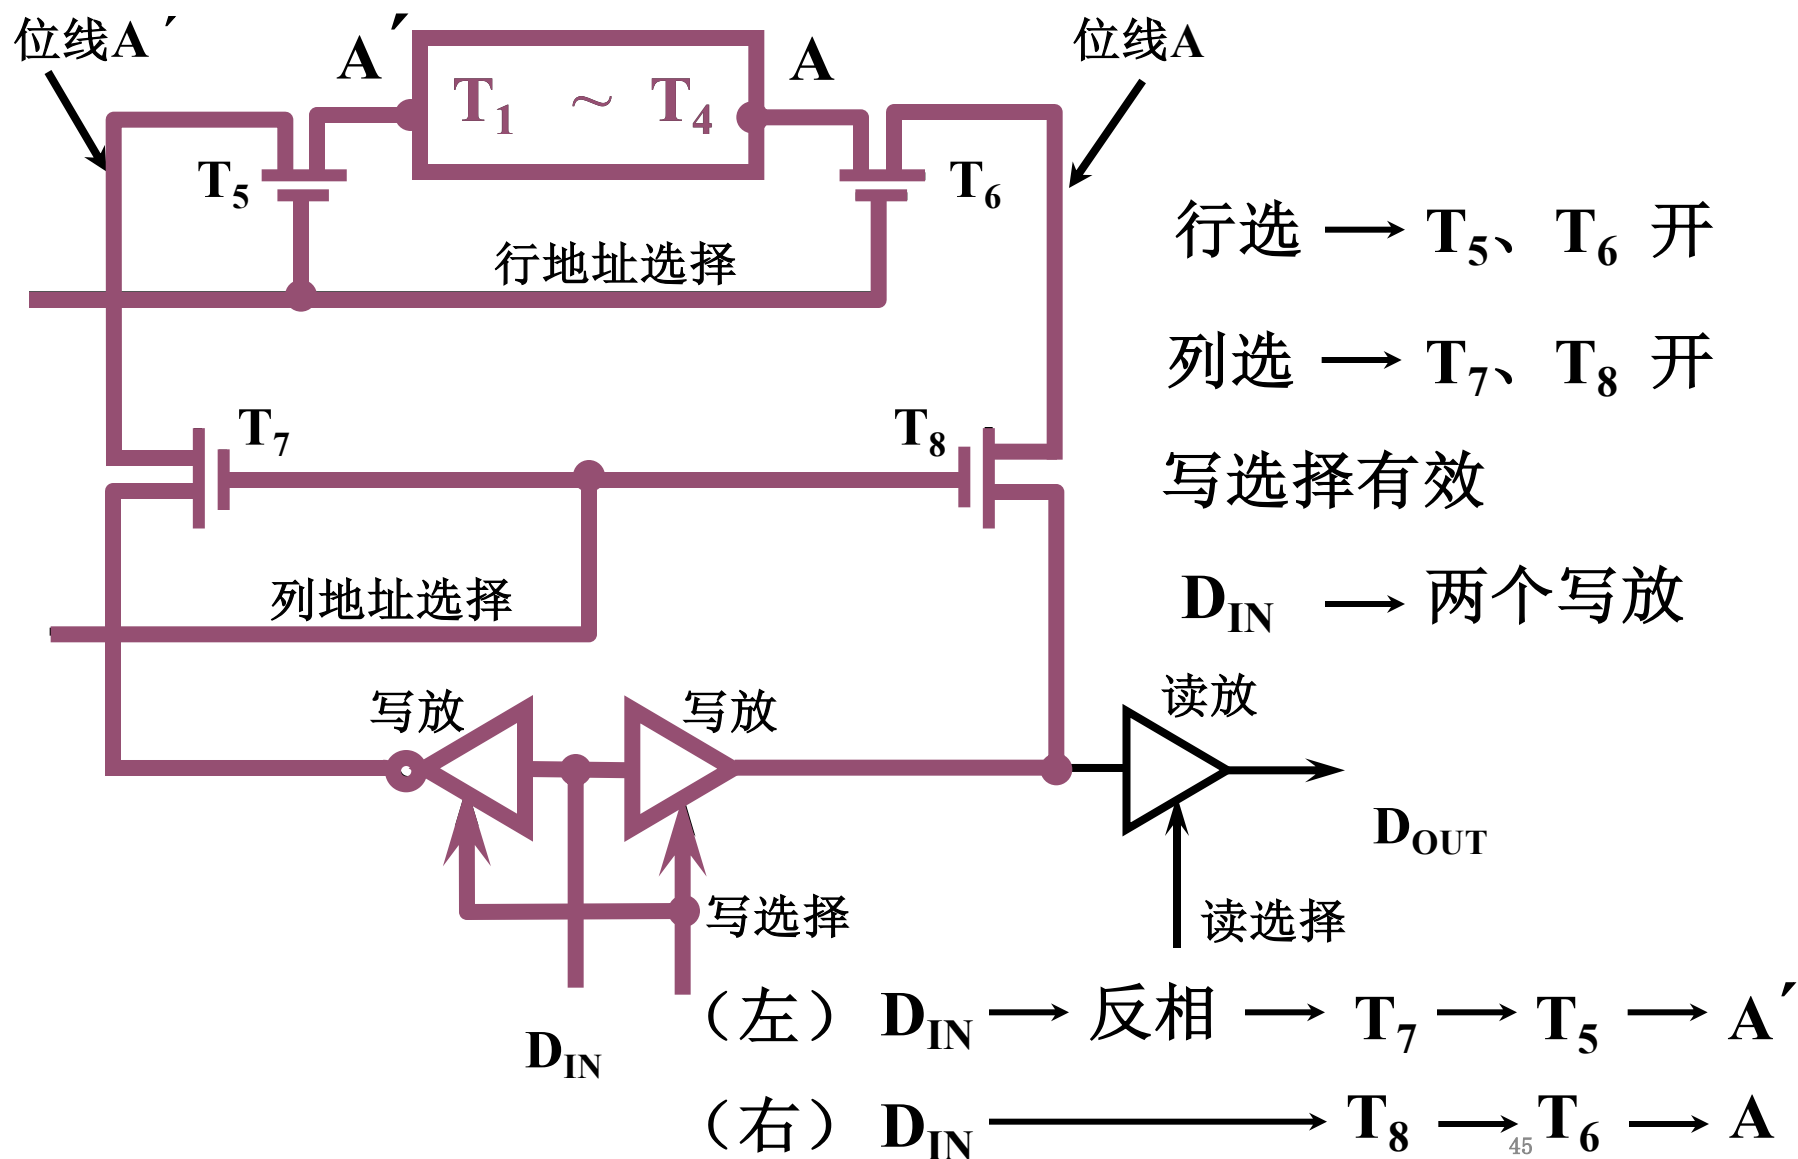 位线A′
A′
T1 ~ T4
A
位线A
T5
T6
行地址选择
行选 → T5、 T6 开
列选 → T7、 T8 开
T7
T8
写选择有效
列地址选择
DIN → 两个写放
写放
写放
读放
DOUT
写选择
读选择
DIN
（左） DIN → 反相 → T7 → T5 → A′
（右） DIN → T8 → T6 → A
45